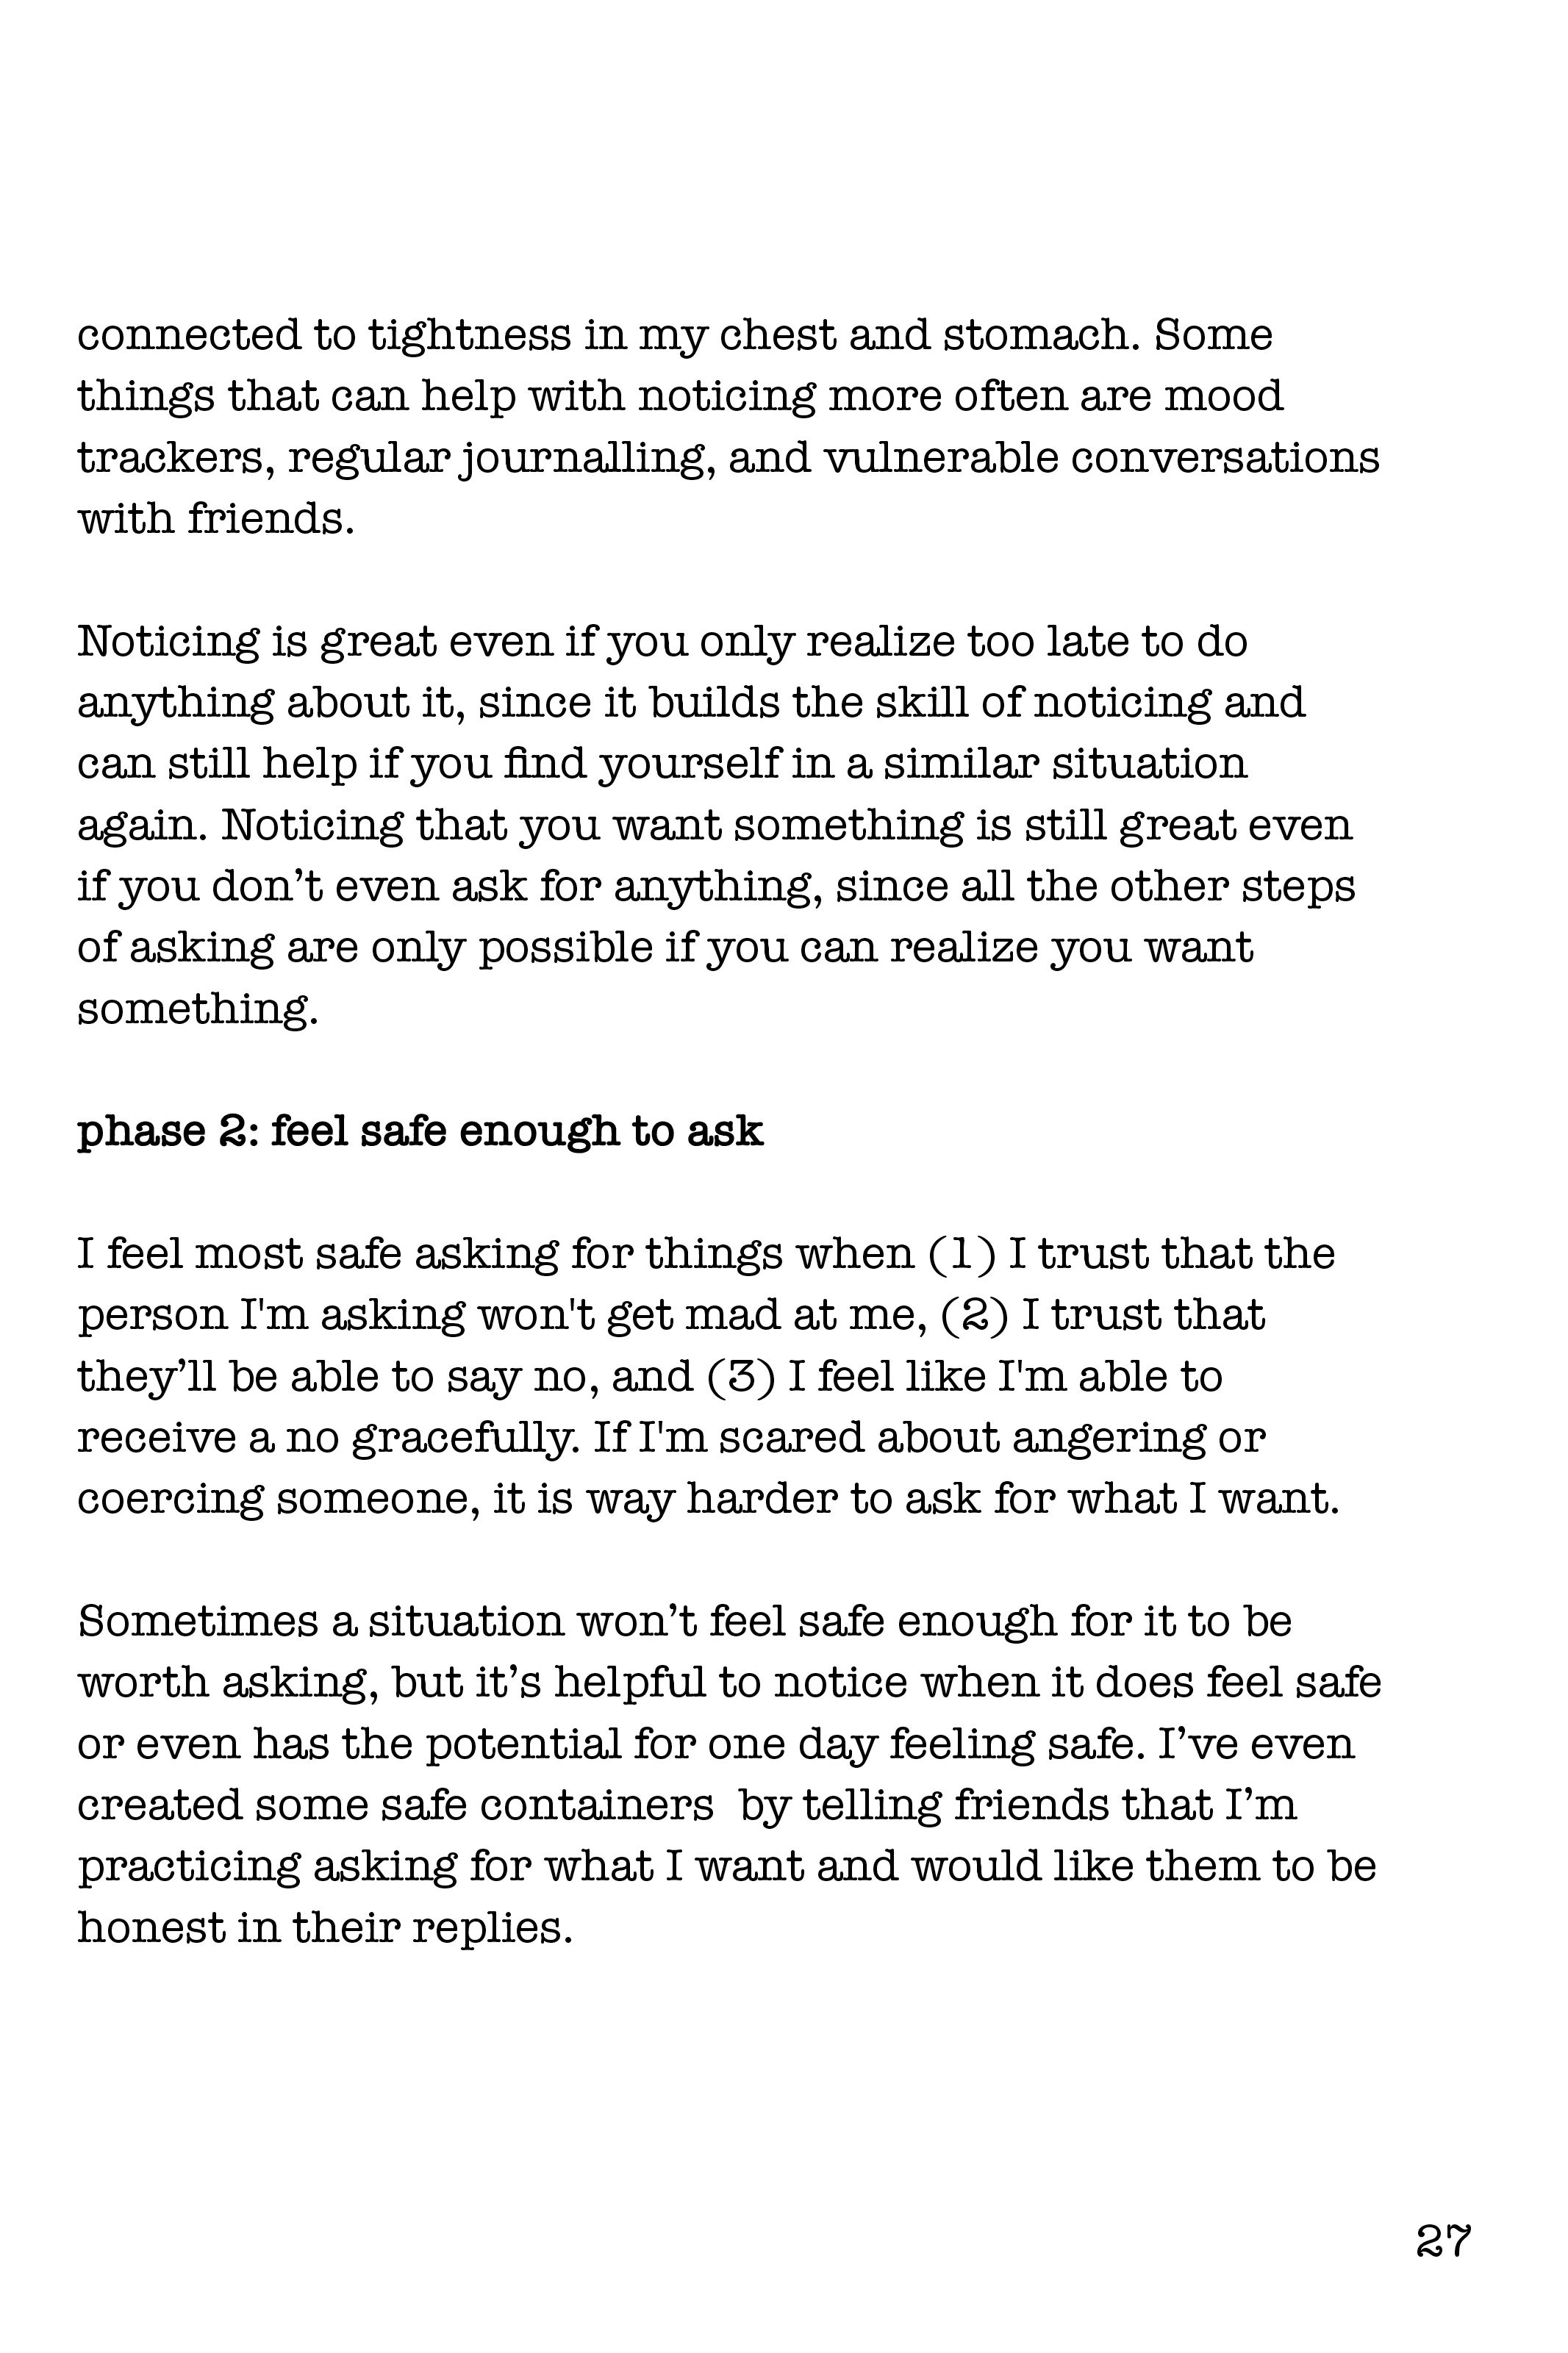 connected to tightness in my chest and stomach. Some
things that can help with noticing more often are mood
trackers, regular journalling, and vulnerable conversations
with friends.
Noticing is great even if you only realize too late to do
anything about it, since it builds the skill of noticing and
can still help if you find yourself in a similar situation
again. Noticing that you want something is still great even
if you don’t even ask for anything, since all the other steps
of asking are only possible if you can realize you want
something.
phase 2: feel safe enough to ask
I feel most safe asking for things when (1) I trust that the
person I'm asking won't get mad at me, (2) I trust that
they’ll be able to say no, and (3) I feel like I'm able to
receive a no gracefully. If I'm scared about angering or
coercing someone, it is way harder to ask for what I want.
Sometimes a situation won’t feel safe enough for it to be
worth asking, but it’s helpful to notice when it does feel safe
or even has the potential for one day feeling safe. I’ve even
created some safe containers  by telling friends that I’m
practicing asking for what I want and would like them to be
honest in their replies.
27